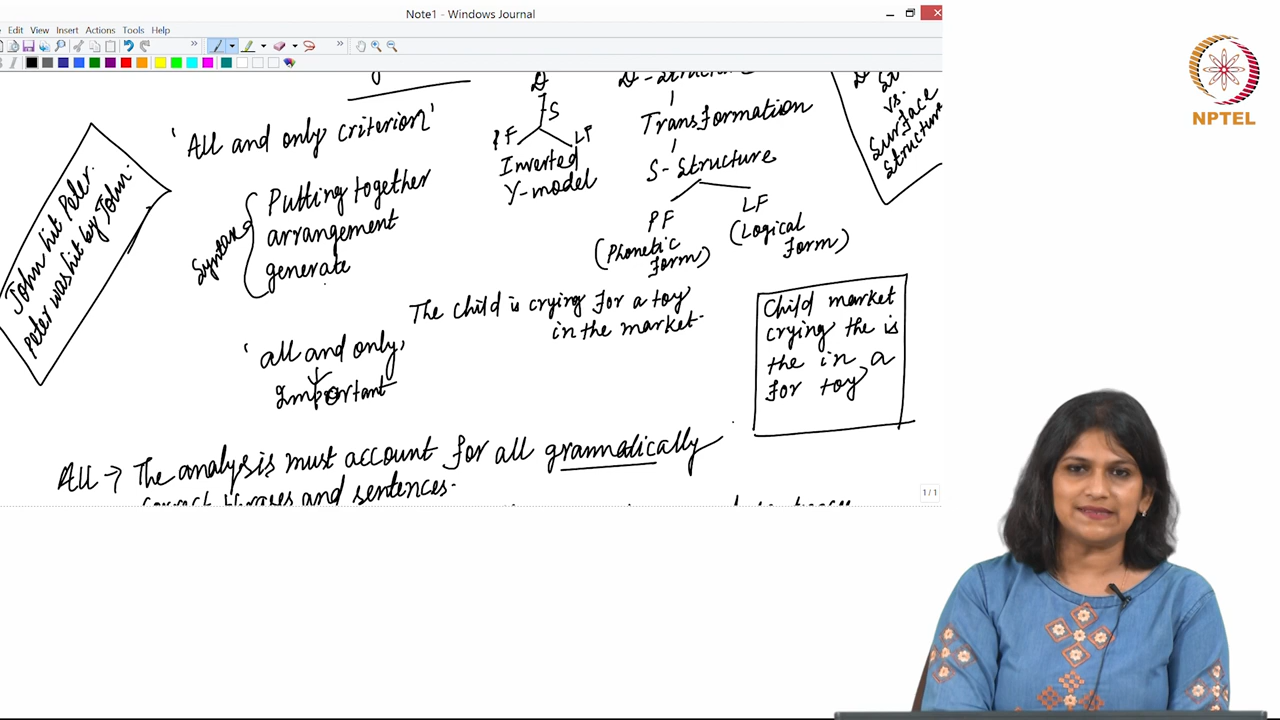 Note1 - Windows Journal
Edit View Insert Actions Tools Help
NPTEL
John hit Peter.
Peter was hit by John.
'All and only criterion'
Syntax
Putting together
arrangement
generate
D
S
PF LF
Inverted
Y-model
D-Structure
Transformation
S-Structure
PF
(Phonetic
Form)
LF
(Logical
Form)
vs.
Surface
Structure
The child is crying for a toy
in the market.
'all and only,
Important
Child market
crying the is
the in, a
for toy
All → The analysis must account for all grammatically
correct phrases and sentences.
1/1